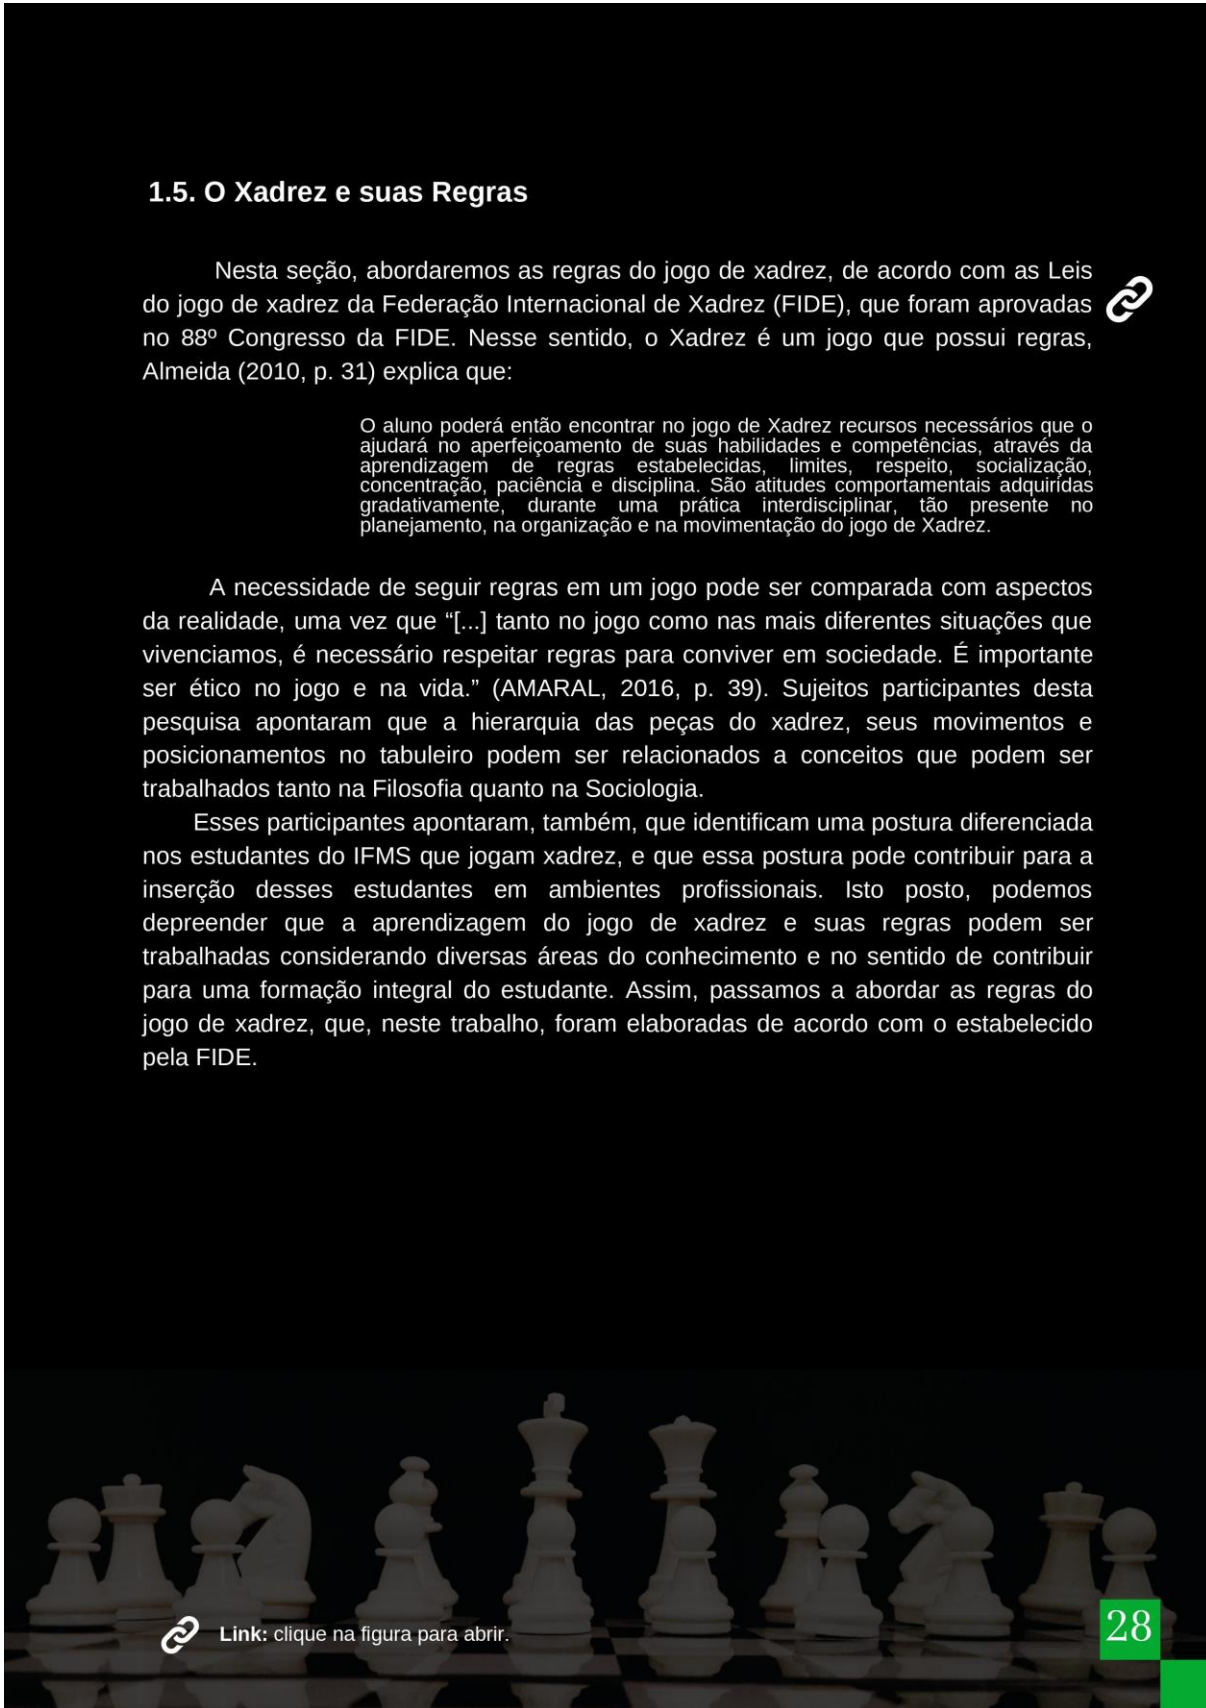 1.5. O Xadrez e suas Regras
Nesta seção, abordaremos as regras do jogo de xadrez, de acordo com as Leis
do jogo de xadrez da Federação Internacional de Xadrez (FIDE), que foram aprovadas
no 88º Congresso da FIDE. Nesse sentido, o Xadrez é um jogo que possui regras,
Almeida (2010, p. 31) explica que:
O aluno poderá então encontrar no jogo de Xadrez recursos necessários que o
ajudará no aperfeiçoamento de suas habilidades e competências, através da
aprendizagem de regras estabelecidas, limites, respeito, socialização,
concentração, paciência e disciplina. São atitudes comportamentais adquiridas
gradativamente, durante uma prática interdisciplinar, tão presente no
planejamento, na organização e na movimentação do jogo de Xadrez.
A necessidade de seguir regras em um jogo pode ser comparada com aspectos
da realidade, uma vez que “[...] tanto no jogo como nas mais diferentes situações que
vivenciamos, é necessário respeitar regras para conviver em sociedade. É importante
ser ético no jogo e na vida.” (AMARAL, 2016, p. 39). Sujeitos participantes desta
pesquisa apontaram que a hierarquia das peças do xadrez, seus movimentos e
posicionamentos no tabuleiro podem ser relacionados a conceitos que podem ser
trabalhados tanto na Filosofia quanto na Sociologia.
Esses participantes apontaram, também, que identificam uma postura diferenciada
nos estudantes do IFMS que jogam xadrez, e que essa postura pode contribuir para a
inserção desses estudantes em ambientes profissionais. Isto posto, podemos
depreender que a aprendizagem do jogo de xadrez e suas regras podem ser
trabalhadas considerando diversas áreas do conhecimento e no sentido de contribuir
para uma formação integral do estudante. Assim, passamos a abordar as regras do
jogo de xadrez, que, neste trabalho, foram elaboradas de acordo com o estabelecido
pela FIDE.
Link: clique na figura para abrir.
28